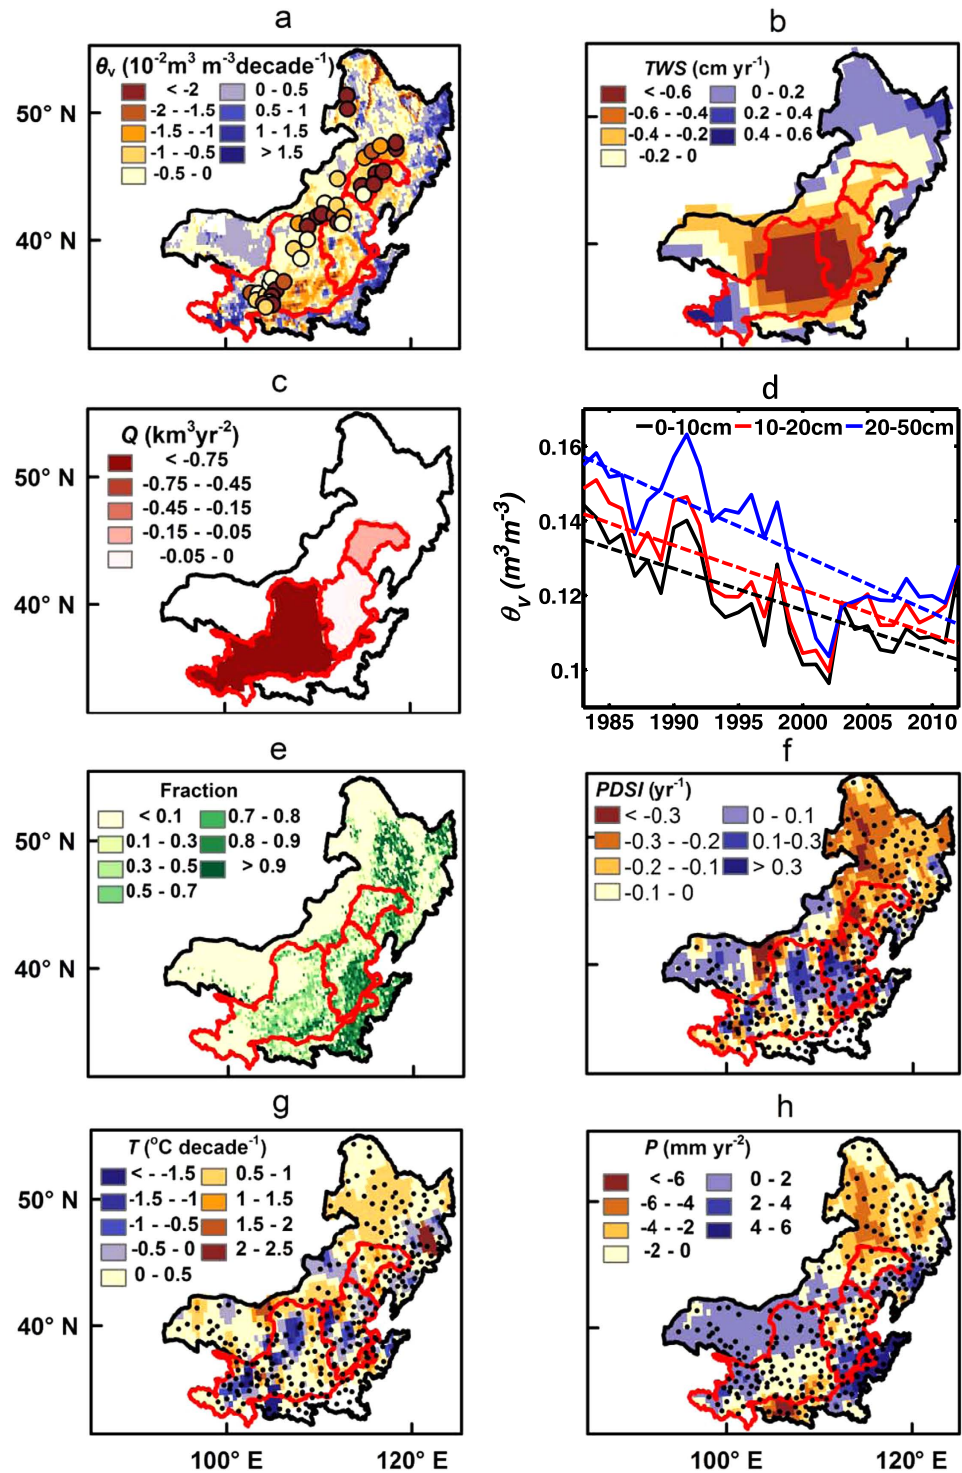 a
θv (10-2m3 m-3decade-1)
< -2
-2 - -1.5
-1.5 - -1
-1 - -0.5
-0.5 - 0
0 - 0.5
0.5 - 1
1 - 1.5
> 1.5
50° N
40° N
b
TWS (cm yr-1)
< -0.6
-0.6 - -0.4
-0.4 - -0.2
-0.2 - 0
0 - 0.2
0.2 - 0.4
0.4 - 0.6
c
Q (km3yr-2)
< -0.75
-0.75 - -0.45
-0.45 - -0.15
-0.15 - -0.05
-0.05 - 0
50° N
40° N
d
0-10cm 10-20cm 20-50cm
θv (m3m-3)
0.16
0.14
0.12
0.1
1985 1990 1995 2000 2005 2010
e
Fraction
< 0.1
0.1 - 0.3
0.3 - 0.5
0.5 - 0.7
0.7 - 0.8
0.8 - 0.9
> 0.9
50° N
40° N
f
PDSI (yr-1)
< -0.3
-0.3 - -0.2
-0.2 - -0.1
-0.1 - 0
0 - 0.1
0.1-0.3
> 0.3
g
T (oC decade-1)
< - -1.5
-1.5 - -1
-1 - -0.5
-0.5 - 0
0 - 0.5
0.5 - 1
1 - 1.5
1.5 - 2
2 - 2.5
50° N
40° N
100° E 120° E
h
P (mm yr-2)
< -6
-6 - -4
-4 - -2
-2 - 0
0 - 2
2 - 4
4 - 6
100° E 120° E